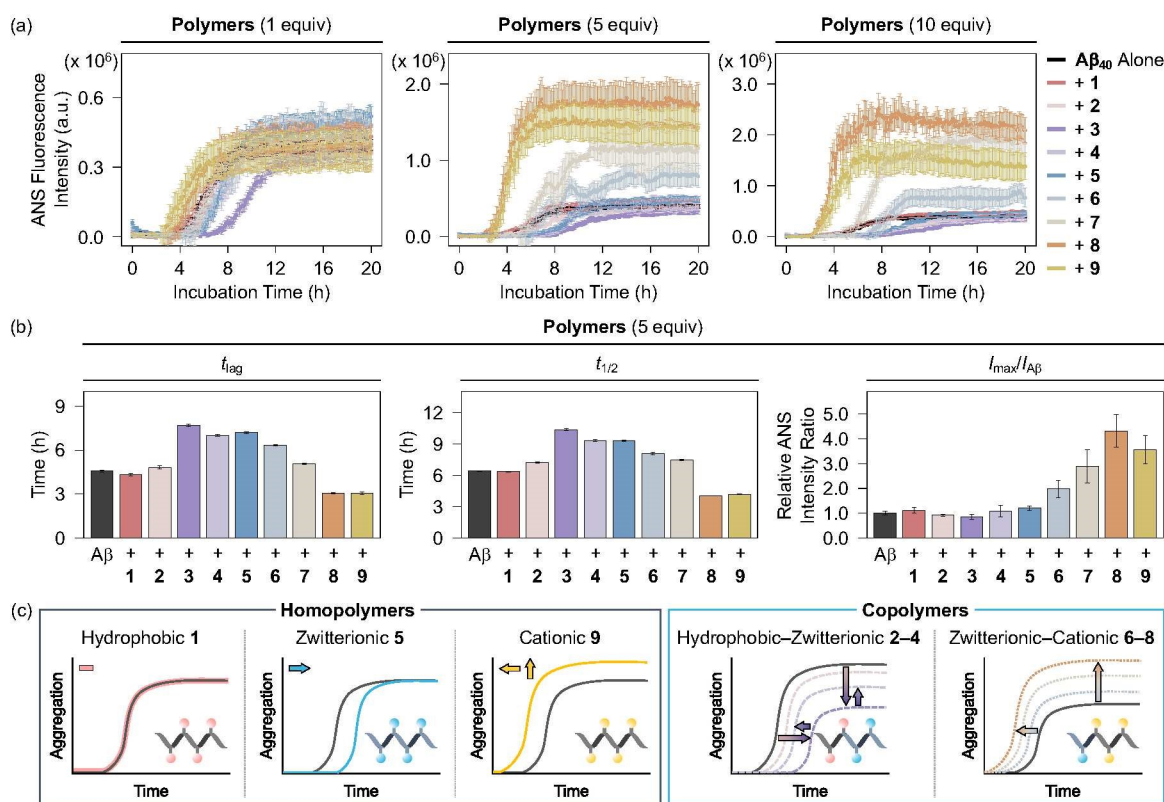 (a)
Polymers (1 equiv) Polymers (5 equiv) Polymers (10 equiv)
(x 10⁶) (x 10⁶) (x 10⁶)
ANS Fluorescence
Intensity (a.u.)
0.6
0.3
0.0
0 4 8 12 16 20
Incubation Time (h)
2.0
1.0
0.0
0 4 8 12 16 20
Incubation Time (h)
3.0
2.0
1.0
0.0
0 4 8 12 16 20
Incubation Time (h)
Aβ₄₀ Alone
+ 1
+ 2
+ 3
+ 4
+ 5
+ 6
+ 7
+ 8
+ 9
(b)
Polymers (5 equiv)
t_lag
Time (h)
9
6
3
0
Aβ + + + + + + + + +
1 2 3 4 5 6 7 8 9
t_1/2
Time (h)
12
9
6
3
0
Aβ + + + + + + + + +
1 2 3 4 5 6 7 8 9
I_max/I_Aβ
Relative ANS
Intensity Ratio
5.0
4.0
3.0
2.0
1.0
0.0
Aβ + + + + + + + + +
1 2 3 4 5 6 7 8 9
(c)
Homopolymers
Hydrophobic 1
Aggregation
Time
Zwitterionic 5
Aggregation
Time
Cationic 9
Aggregation
Time
Copolymers
Hydrophobic–Zwitterionic 2–4
Aggregation
Time
Zwitterionic–Cationic 6–8
Aggregation
Time